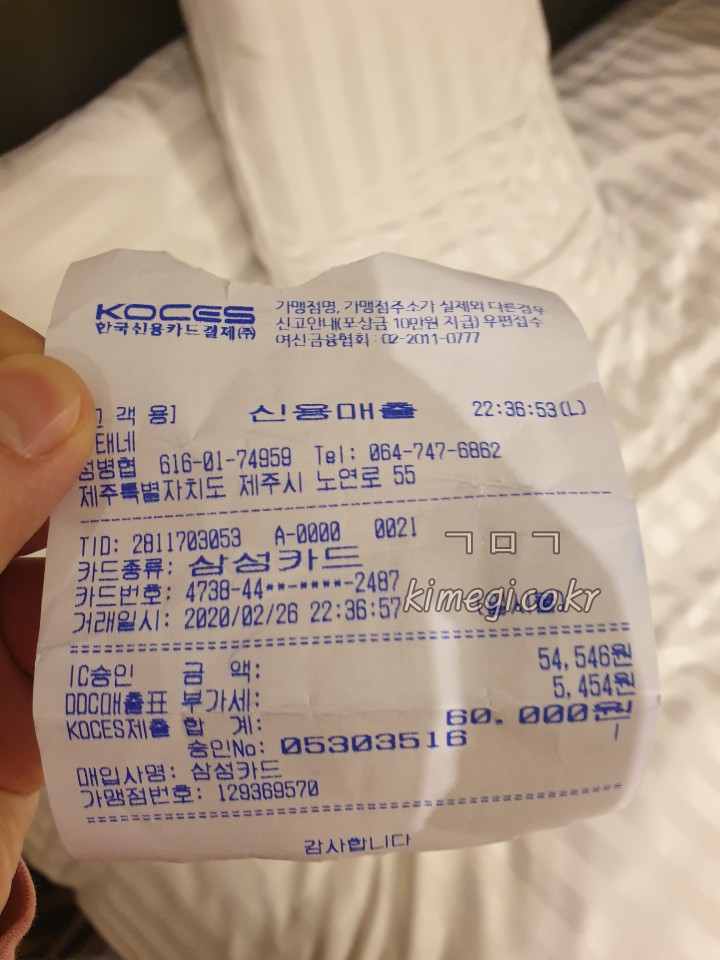 KOCES
한국신용카드결제(주)
가맹점명, 가맹점주소가 실제와 다른경우
신고안내(포상금 10만원 지급) 우편접수
여신금융협회 : 02-2011-0777
객 용] 신용매출 22:36:53(L)
태네
병협 616-01-74959 Tel: 064-747-6862
제주특별자치도 제주시 노연로 55
TID: 2811703053 A-0000 0021
ㄱㅁㄱ
카드종류: 삼성카드
카드번호: 4738-44**-****-2487
kimegi.co.kr
거래일시: 2020/02/26 22:36:57
IC승인 금 액: 54,546원
DDC매출표 부가세: 5,454원
KOCES제출 합 계: 60,000원
승인No: 05303516
매입사명: 삼성카드
가맹점번호: 129369570
감사합니다